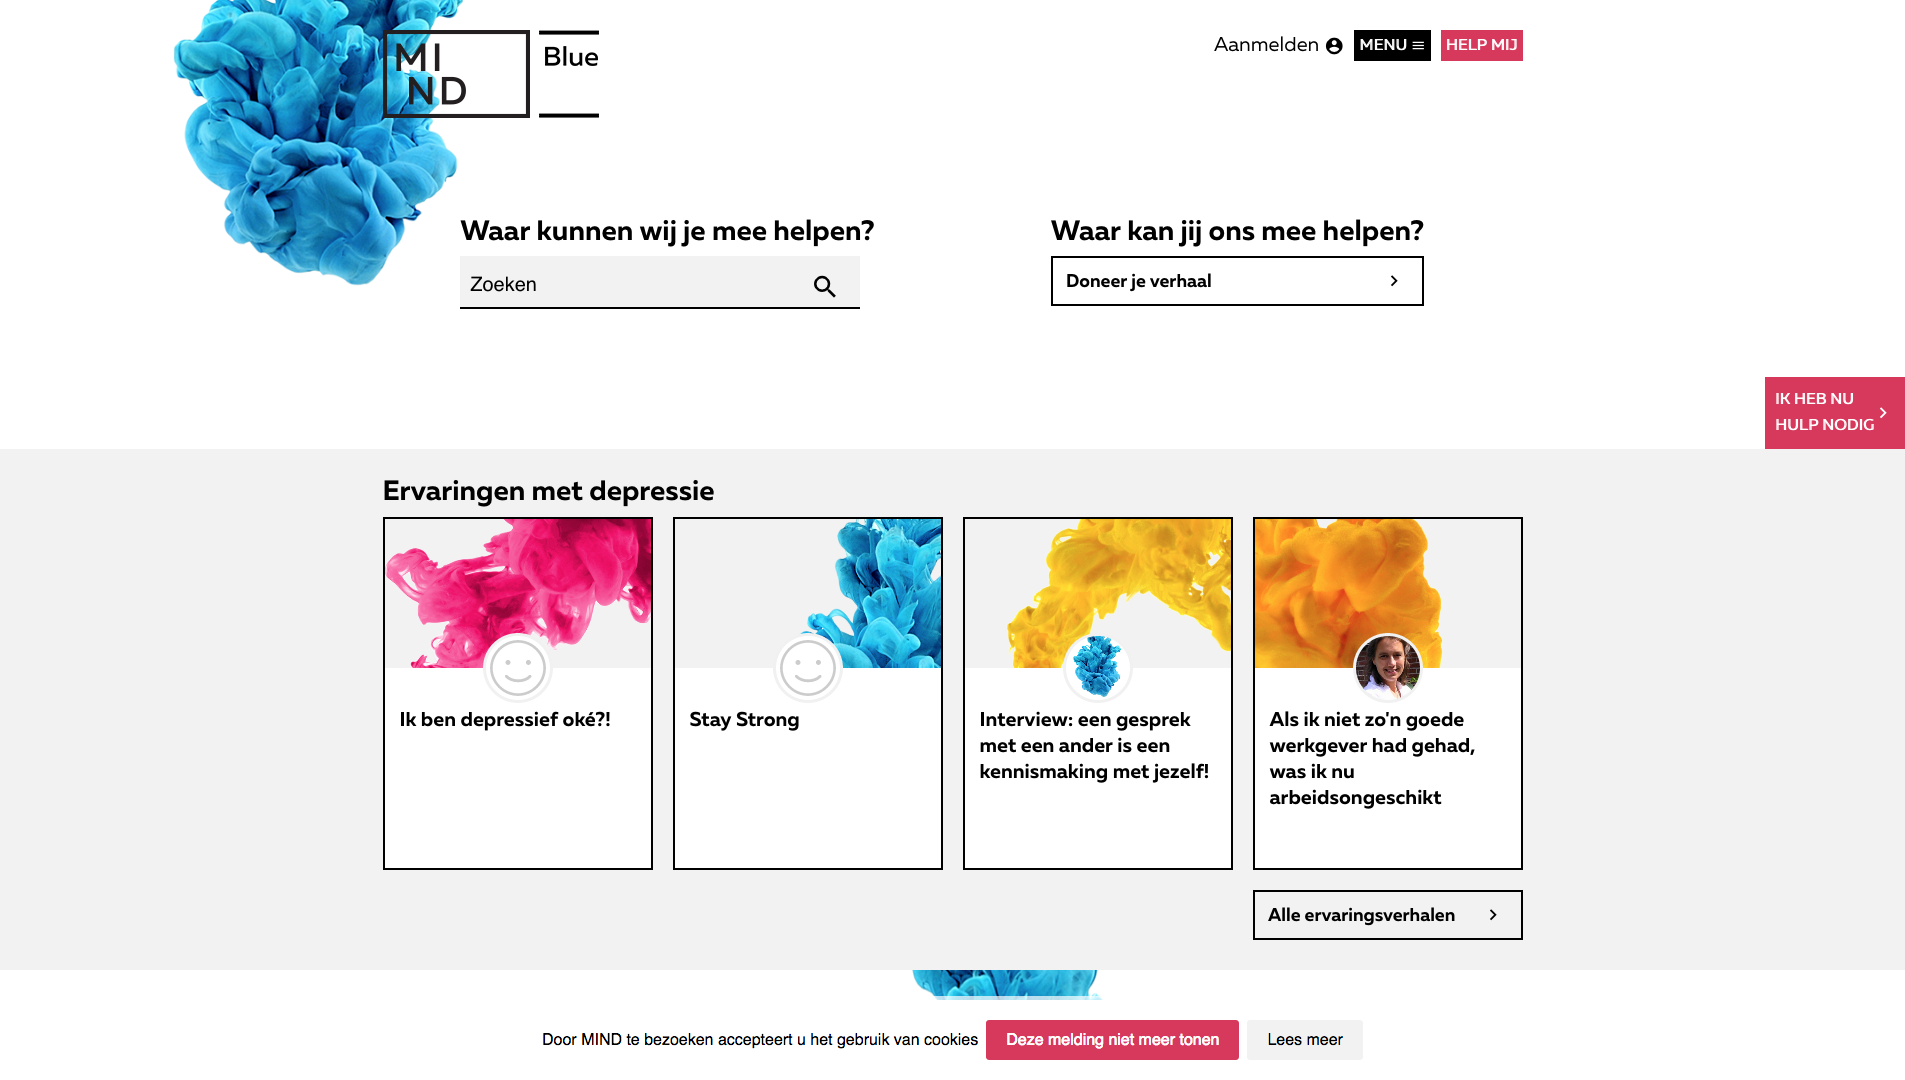 MI
ND
Blue
Aanmelden
MENU
HELP MIJ
Waar kunnen wij je mee helpen?
Zoeken
Waar kan jij ons mee helpen?
Doneer je verhaal
IK HEB NU
HULP NODIG
Ervaringen met depressie
Ik ben depressief oké?!
Stay Strong
Interview: een gesprek
met een ander is een
kennismaking met jezelf!
Als ik niet zo'n goede
werkgever had gehad,
was ik nu
arbeidsongeschikt
Alle ervaringsverhalen
Door MIND te bezoeken accepteert u het gebruik van cookies
Deze melding niet meer tonen
Lees meer